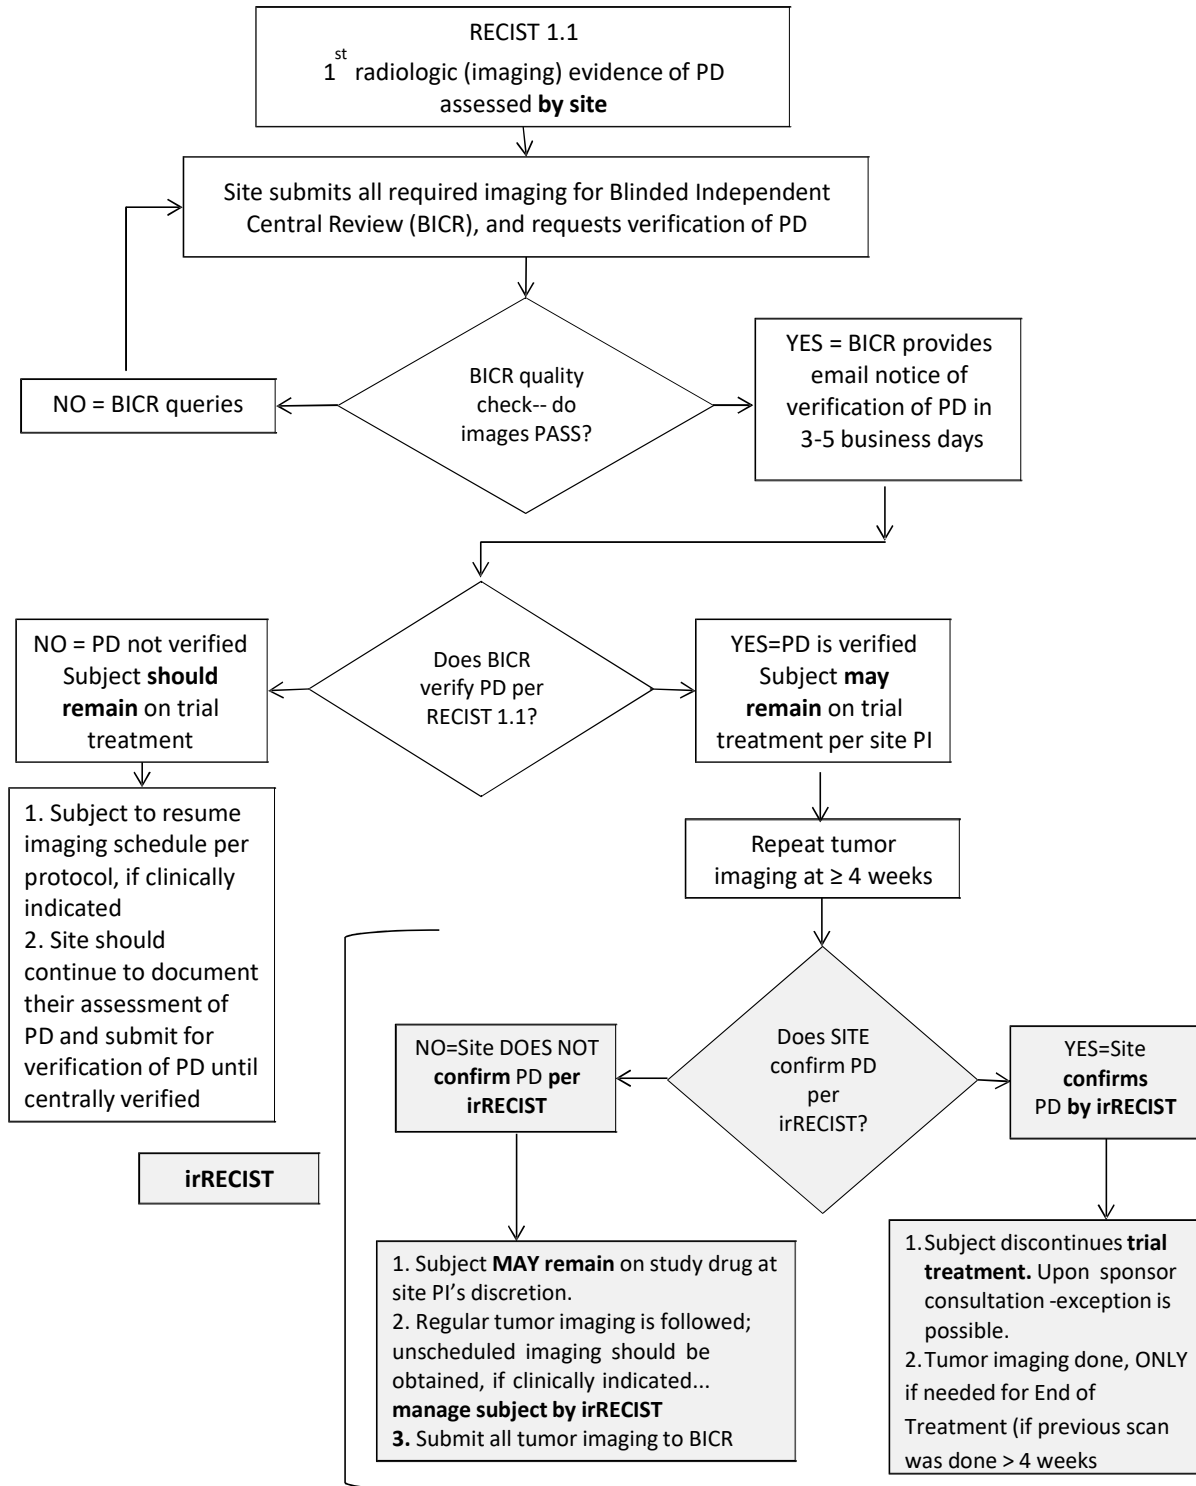 RECIST 1.1
1st radiologic (imaging) evidence of PD
assessed by site
Site submits all required imaging for Blinded Independent
Central Review (BICR), and requests verification of PD
NO = BICR queries
BICR quality
check-- do
images PASS?
YES = BICR provides
email notice of
verification of PD in
3-5 business days
NO = PD not verified
Subject should
remain on trial
treatment
Does BICR
verify PD per
RECIST 1.1?
YES=PD is verified
Subject may
remain on trial
treatment per site PI
1. Subject to resume
imaging schedule per
protocol, if clinically
indicated
2. Site should
continue to document
their assessment of
PD and submit for
verification of PD until
centrally verified
Repeat tumor
imaging at ≥ 4 weeks
NO=Site DOES NOT
confirm PD per
irRECIST
Does SITE
confirm PD
per
irRECIST?
YES=Site
confirms
PD by irRECIST
irRECIST
1. Subject MAY remain on study drug at
site PI's discretion.
2. Regular tumor imaging is followed;
unscheduled imaging should be
obtained, if clinically indicated...
manage subject by irRECIST
3. Submit all tumor imaging to BICR
1. Subject discontinues trial
treatment. Upon sponsor
consultation -exception is
possible.
2. Tumor imaging done, ONLY
if needed for End of
Treatment (if previous scan
was done > 4 weeks